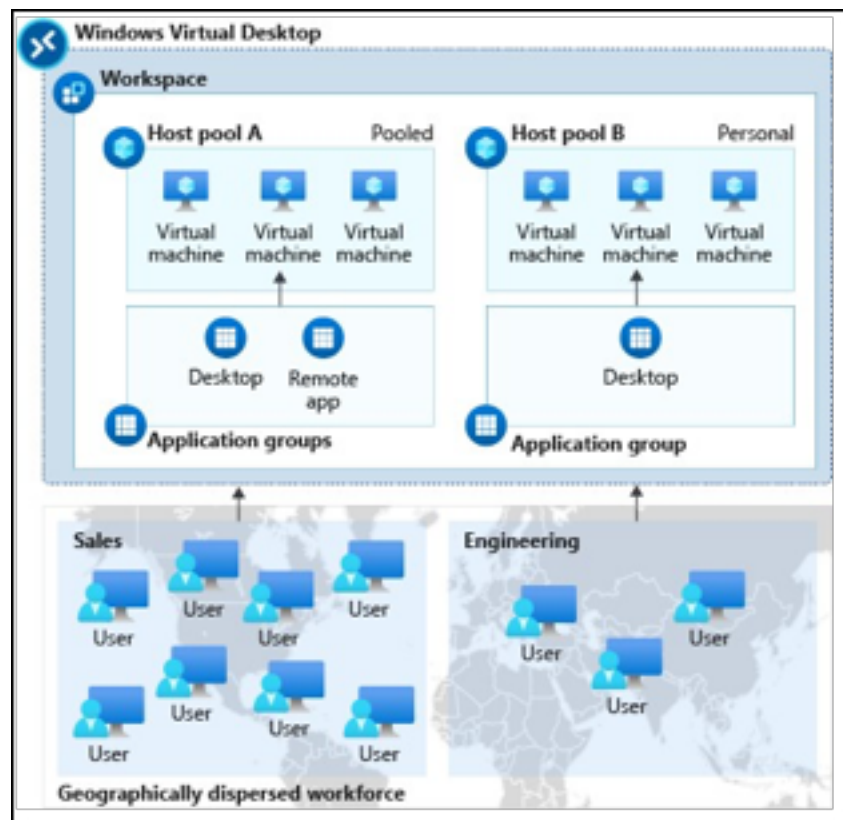 Windows Virtual Desktop
Workspace
Host pool A
Pooled
Virtual
machine
Virtual
machine
Virtual
machine
Desktop
Remote
app
Application groups
Host pool B
Personal
Virtual
machine
Virtual
machine
Virtual
machine
Desktop
Application group
Sales
User
User
User
User
User
User
User
User
Engineering
User
User
User
Geographically dispersed workforce